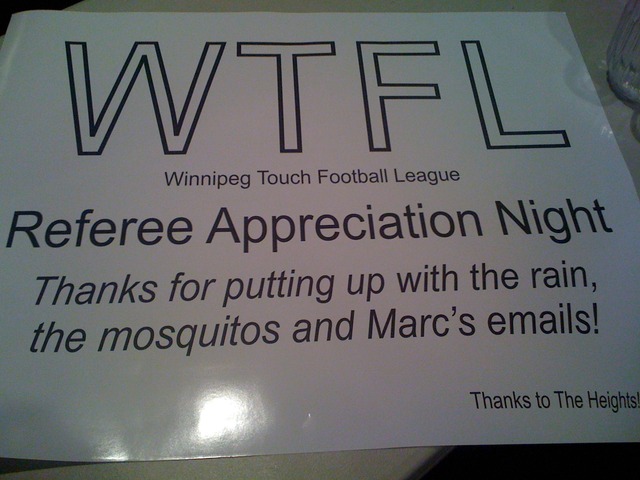 WTFL
Winnipeg Touch Football League
Referee Appreciation Night
Thanks for putting up with the rain,
the mosquitos and Marc's emails!
Thanks to The Heights!